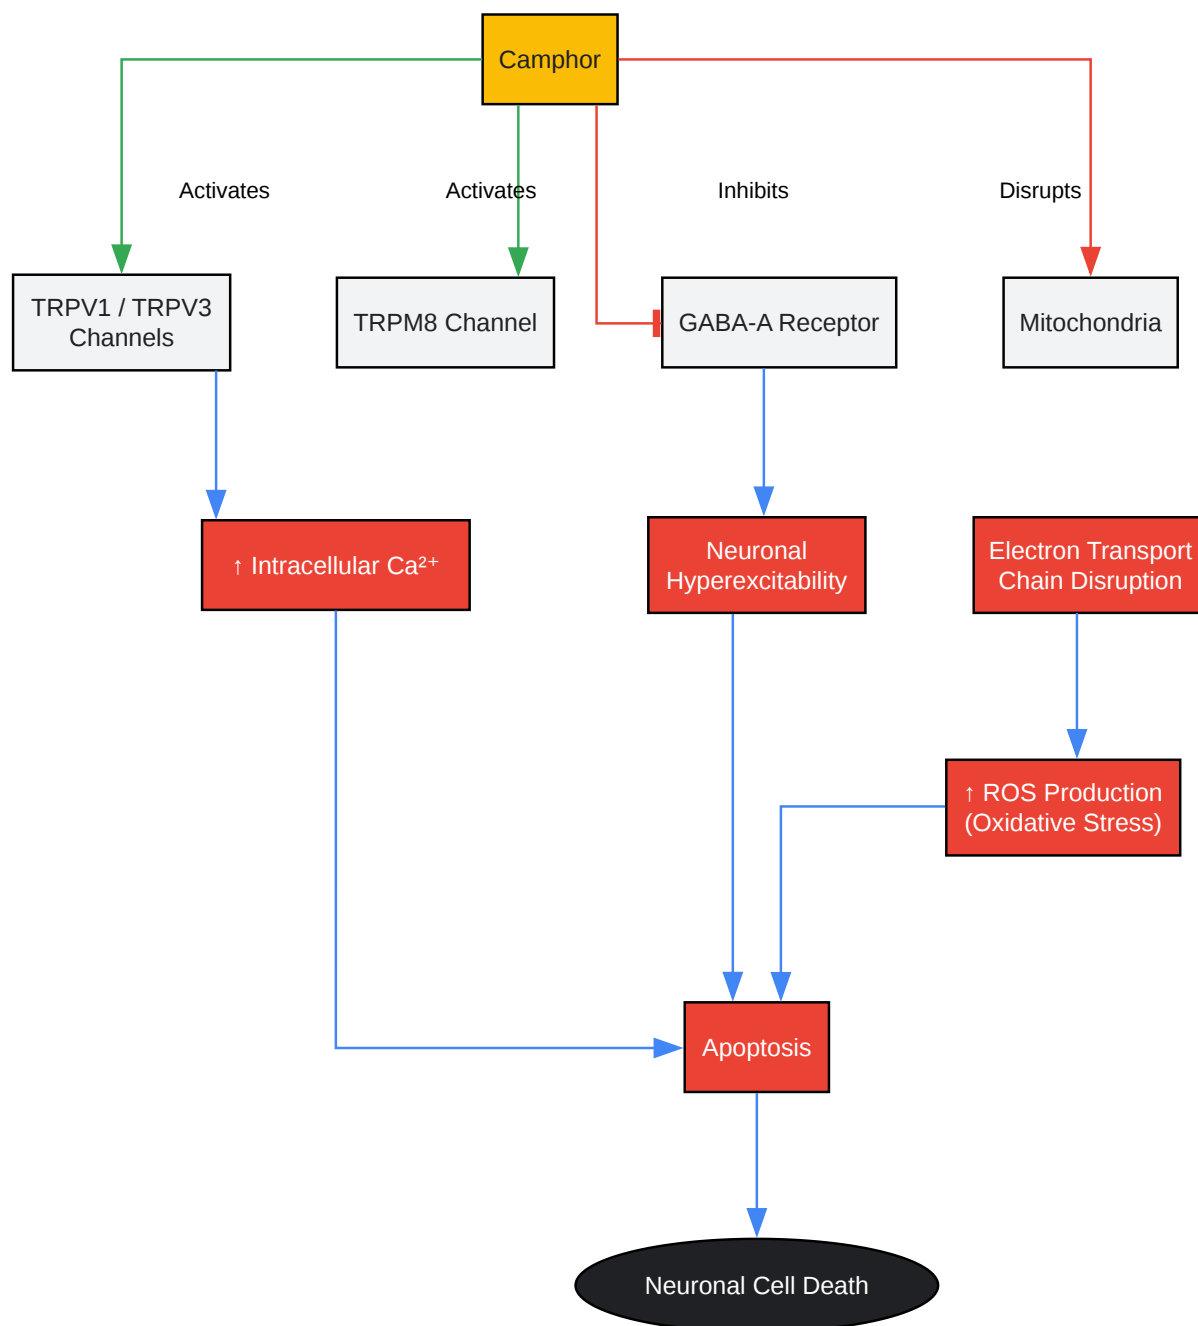 Camphor
Activates
Activates
Inhibits
Disrupts
TRPV1 / TRPV3
Channels
TRPM8 Channel
GABA-A Receptor
Mitochondria
↑ Intracellular Ca²⁺
Neuronal
Hyperexcitability
Electron Transport
Chain Disruption
↑ ROS Production
(Oxidative Stress)
Apoptosis
Neuronal Cell Death